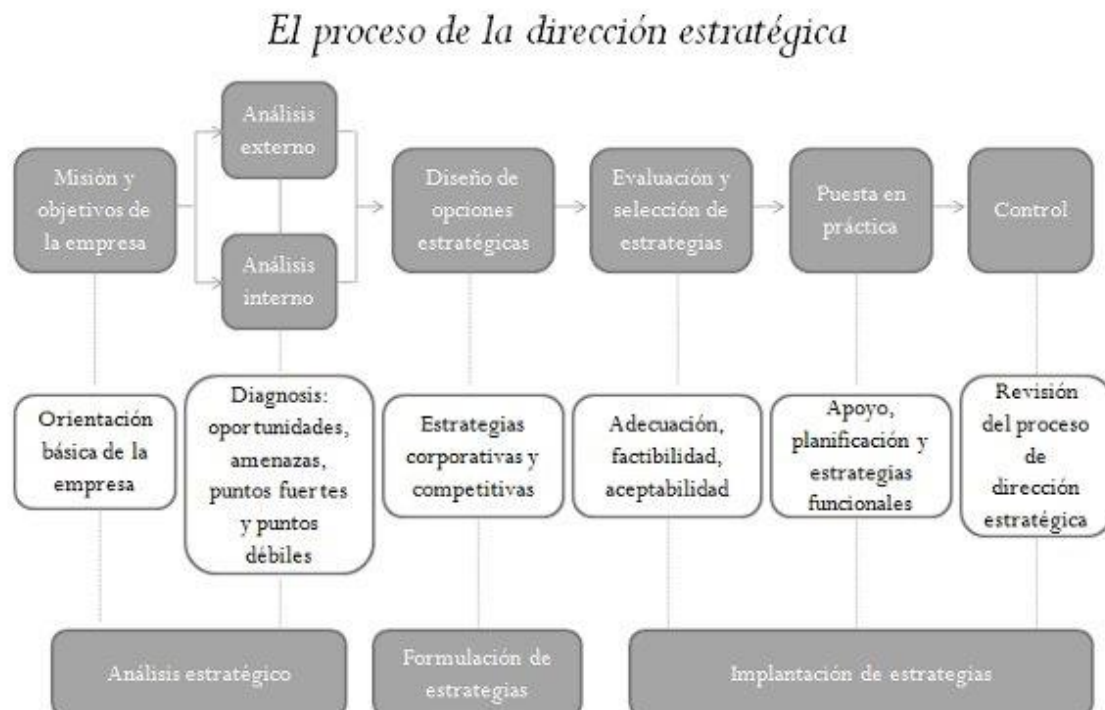 El proceso de la dirección estratégica
Análisis
externo
Misión y
objetivos de
la empresa
Análisis
interno
Diseño de
opciones
estratégicas
Evaluación y
selección de
estrategias
Puesta en
práctica
Control
Orientación
básica de la
empresa
Diagnosis:
oportunidades,
amenazas,
puntos fuertes
y puntos
débiles
Estrategias
corporativas y
competitivas
Adecuación,
factibilidad,
aceptabilidad
Apoyo,
planificación y
estrategias
funcionales
Revisión
del proceso
de
dirección
estratégica
Análisis estratégico
Formulación de
estrategias
Implantación de estrategias